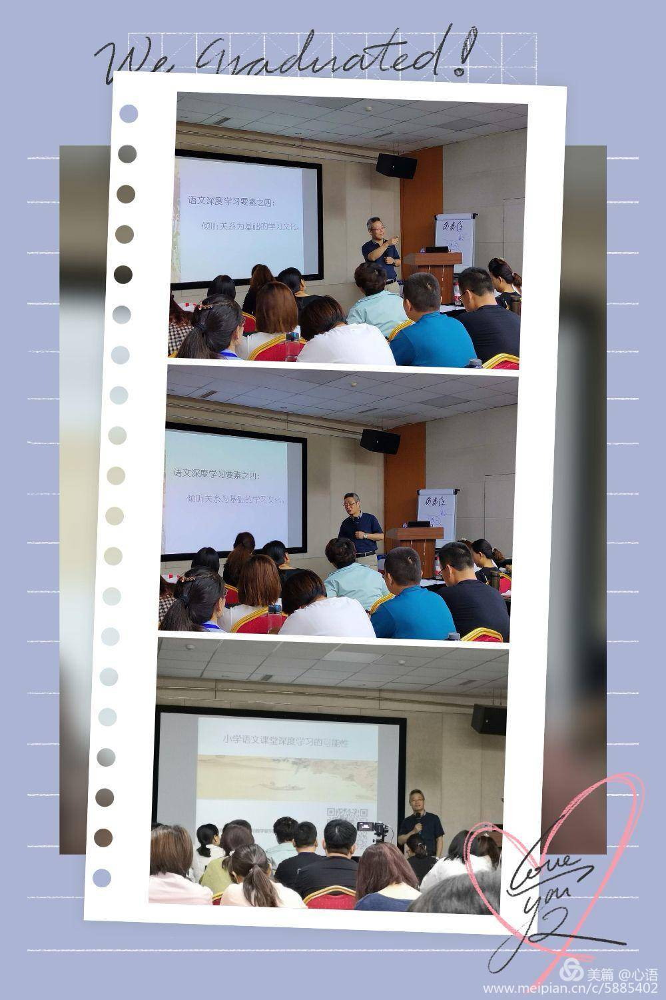 We Graduated!
语文深度学习要素之四：
倾听关系为基础的学习文化。
负责任
语文深度学习要素之四：
倾听关系为基础的学习文化。
负责任
小学语文课堂深度学习的可能性
Love
you
2
美篇 @心语
www.meipian.cn/c/5885402